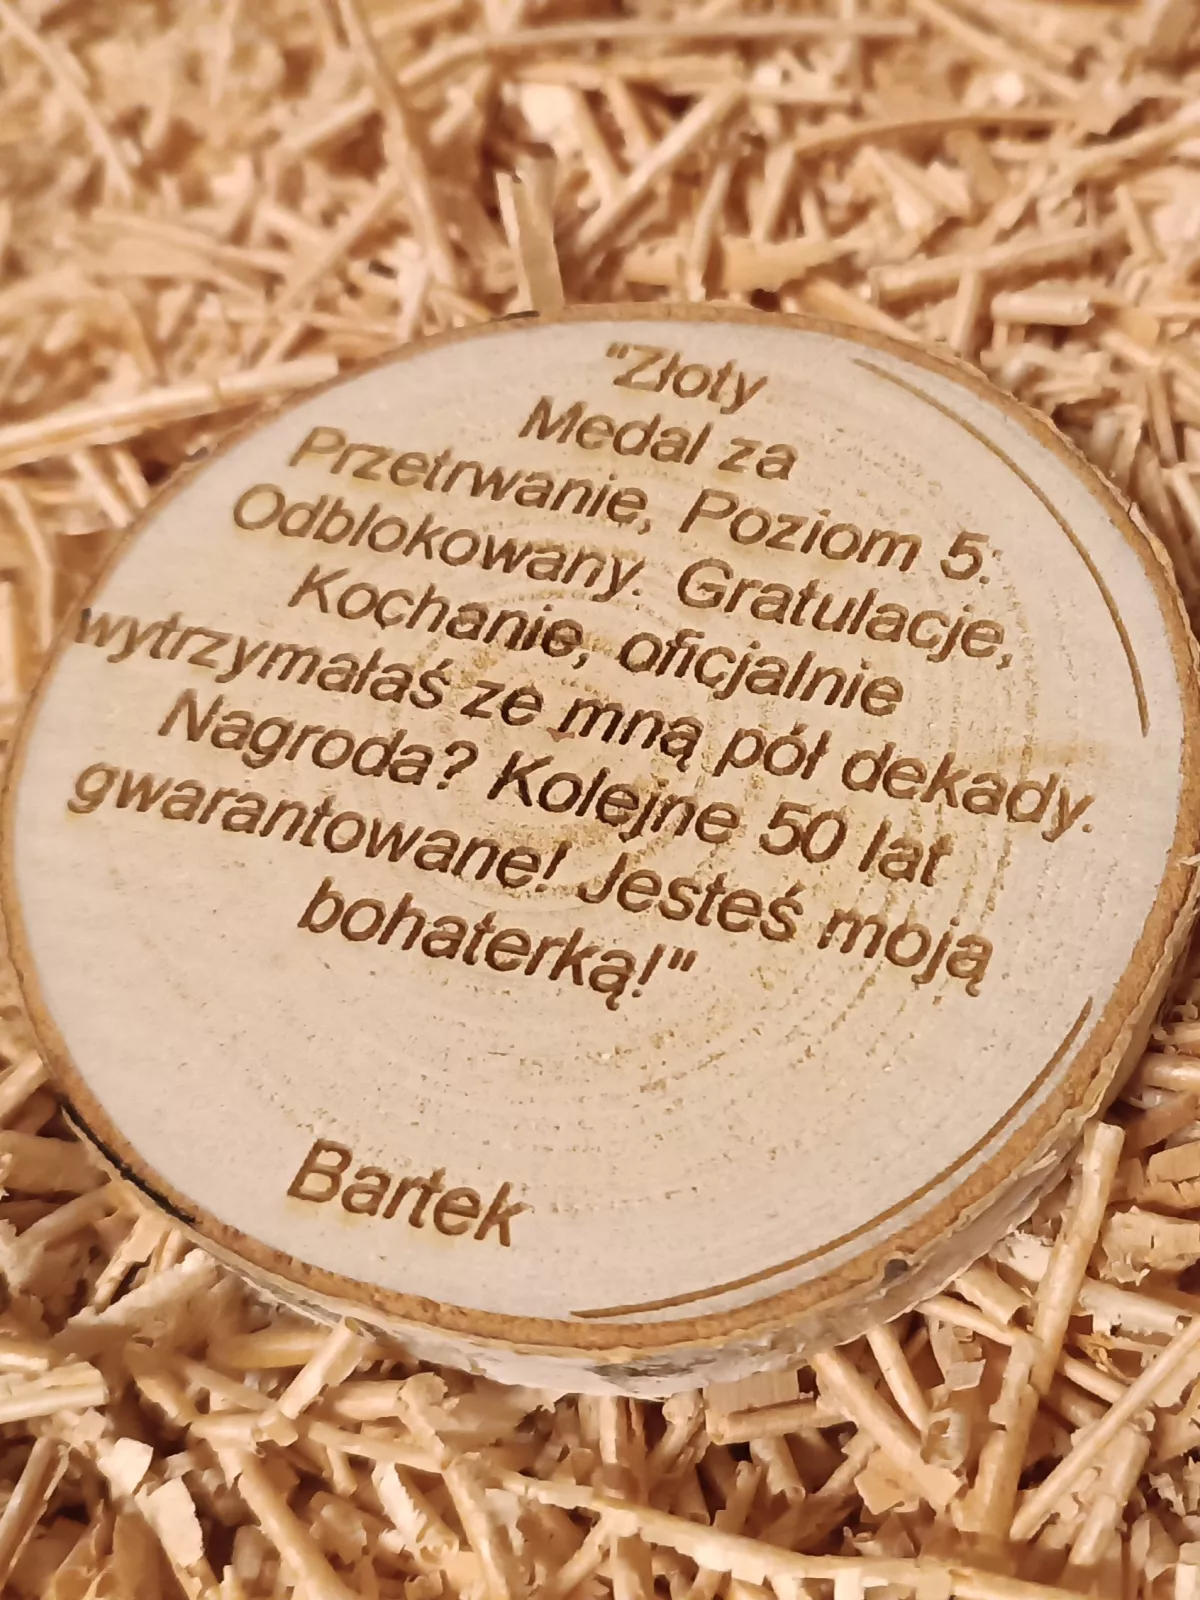 "Złoty
Medal za
Przetrwanie, Poziom 5:
Odblokowany. Gratulacje,
Kochanie, oficjalnie
wytrzymałaś ze mną pół dekady.
Nagroda? Kolejne 50 lat
gwarantowane! Jesteś moją
bohaterką!"
Bartek